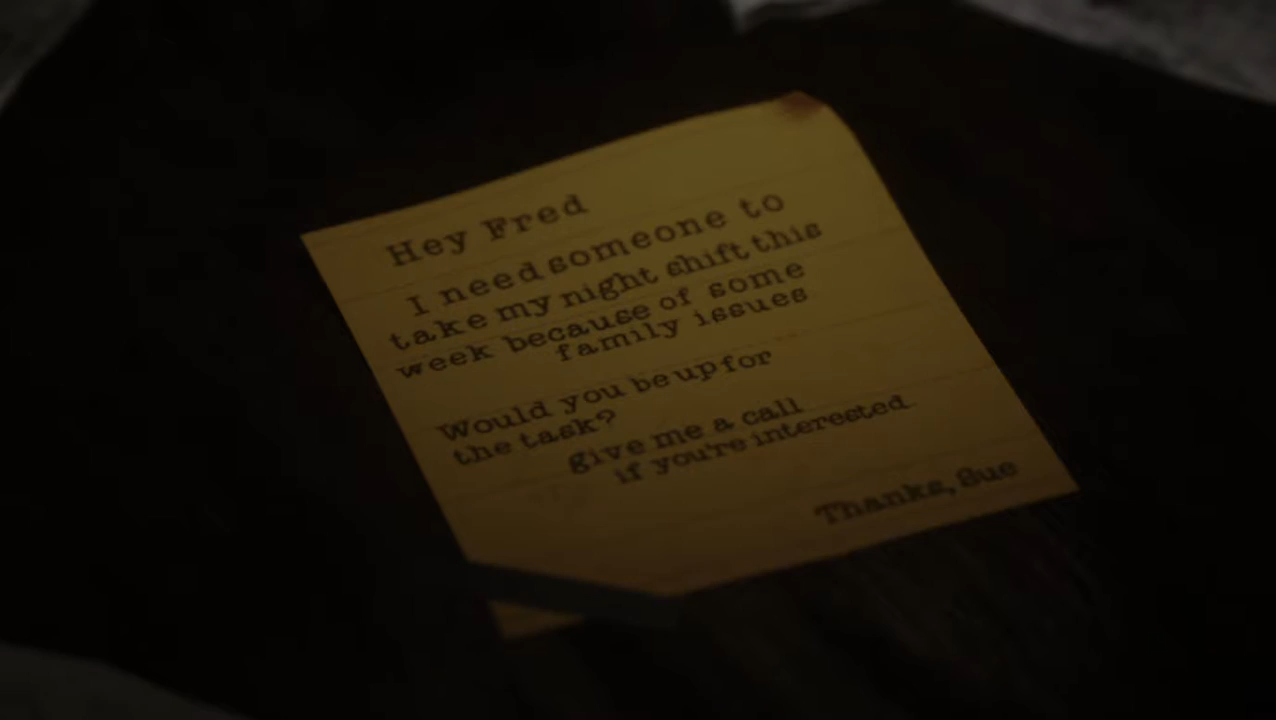 Hey Fred
I need someone to
take my night shift this
week because of some
family issues
Would you be up for
the task?
give me a call
if you're interested
Thanks, Sue